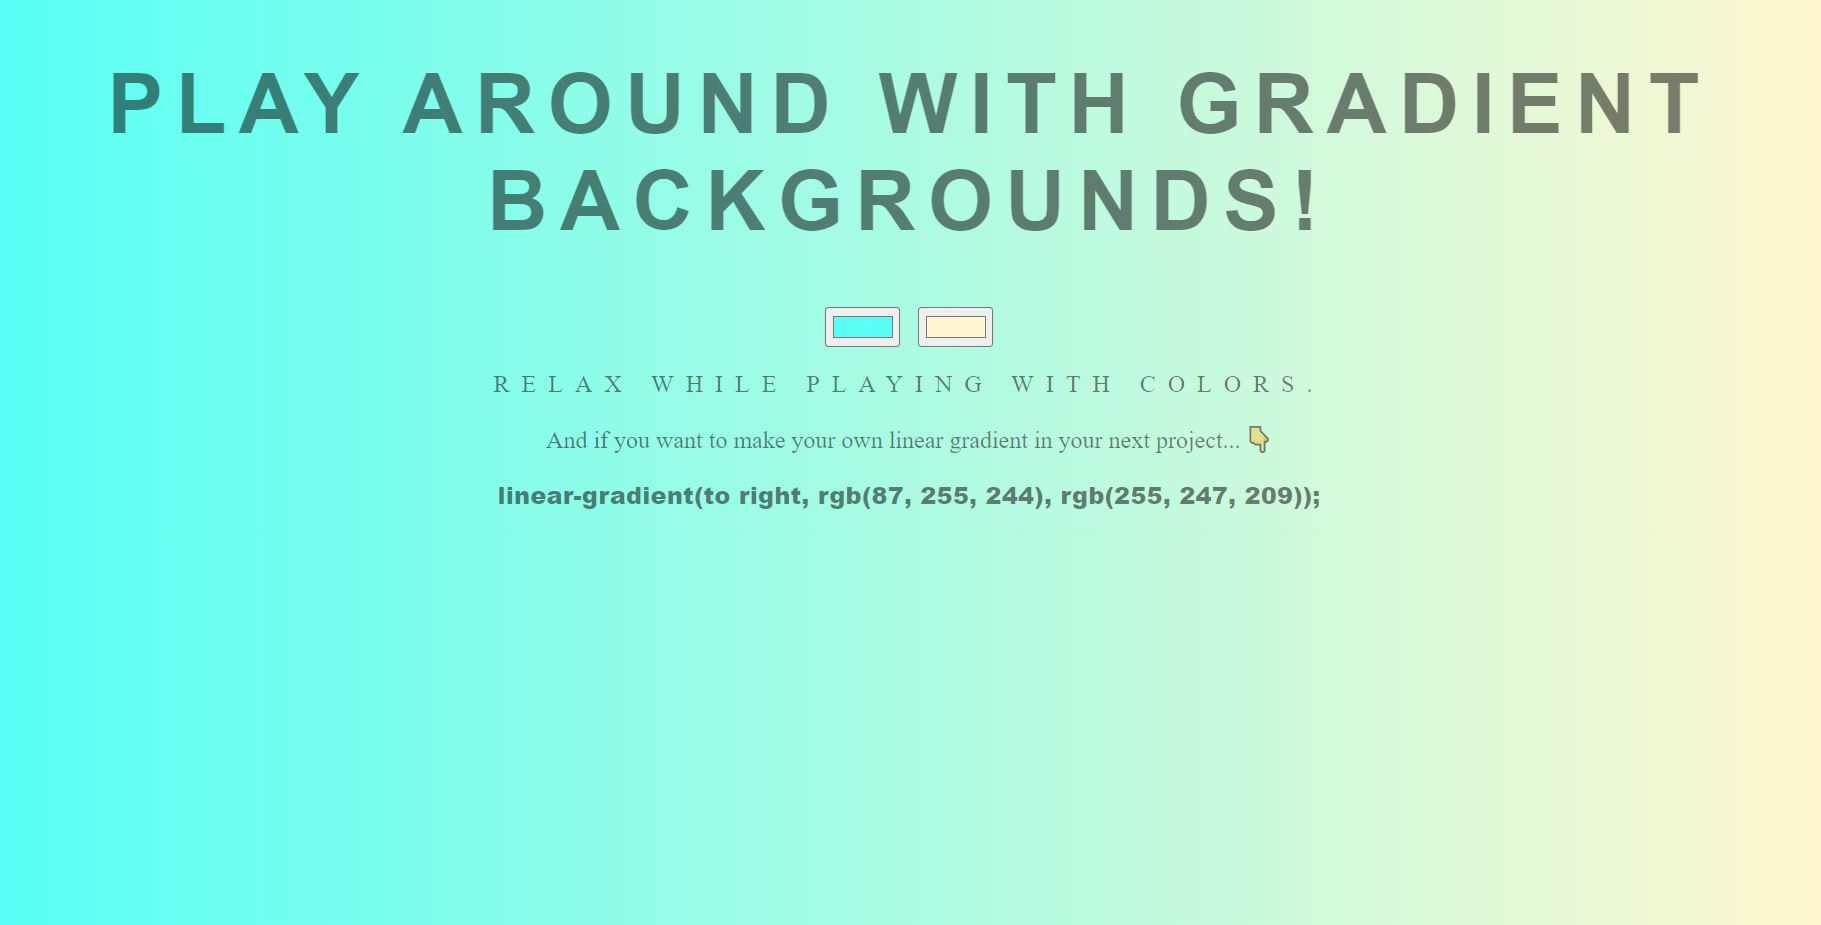 PLAY AROUND WITH GRADIENT
BACKGROUNDS!
RELAX WHILE PLAYING WITH COLORS.
And if you want to make your own linear gradient in your next project... 👇
linear-gradient(to right, rgb(87, 255, 244), rgb(255, 247, 209));